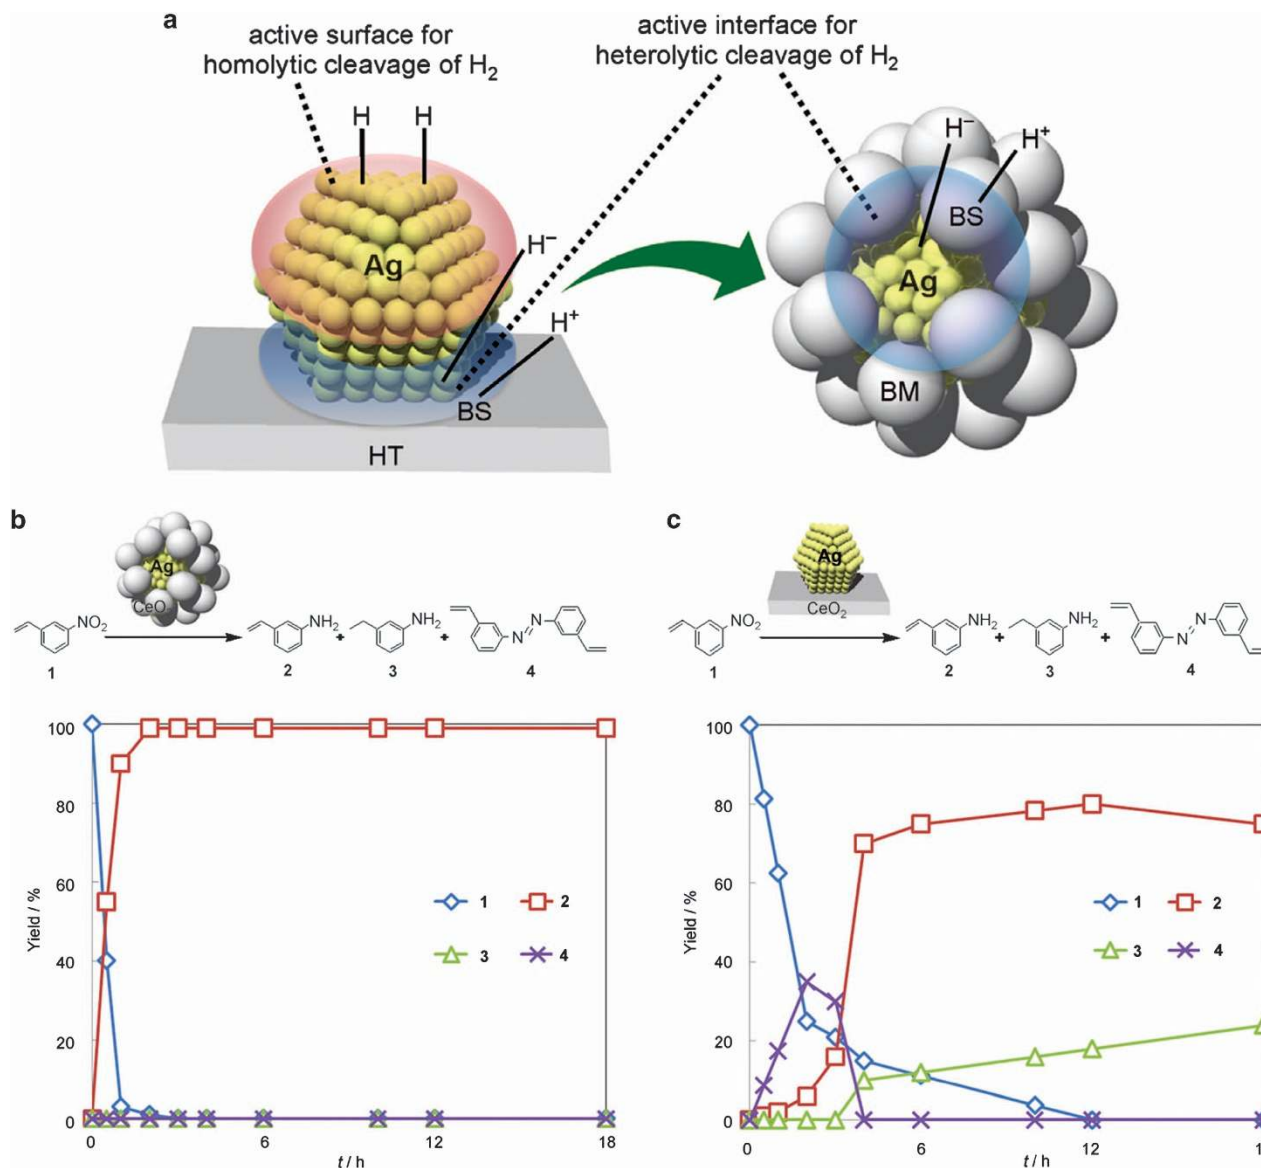 a
active surface for
homolytic cleavage of H₂
active interface for
heterolytic cleavage of H₂
H H
H⁻
H⁺
Ag
BS
HT
H⁻
H⁺
BS
Ag
BM
b
Ag
CeO₂
NO₂
1
NH₂
2
+
NH₂
3
+
N
N
4
c
Ag
CeO₂
NO₂
1
NH₂
2
+
NH₂
3
+
N
N
4
100
80
60
40
20
0
Yield / %
1 2
3 4
0 6 12 18
t / h
100
80
60
40
20
0
Yield / %
1 2
3 4
0 6 12 1
t / h